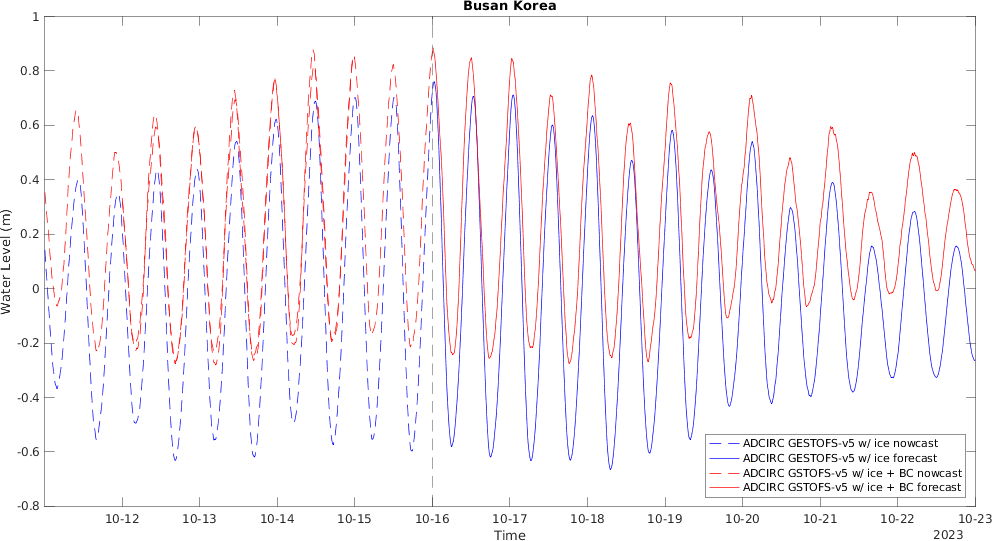 Busan Korea
1
0.8
0.6
0.4
0.2
0
-0.2
-0.4
-0.6
-0.8
Water Level (m)
ADCIRC GESTOFS-v5 w/ ice nowcast
ADCIRC GESTOFS-v5 w/ ice forecast
ADCIRC GSTOFS-v5 w/ ice + BC nowcast
ADCIRC GSTOFS-v5 w/ ice + BC forecast
10-12 10-13 10-14 10-15 10-16 10-17 10-18 10-19 10-20 10-21 10-22 10-23
Time
2023